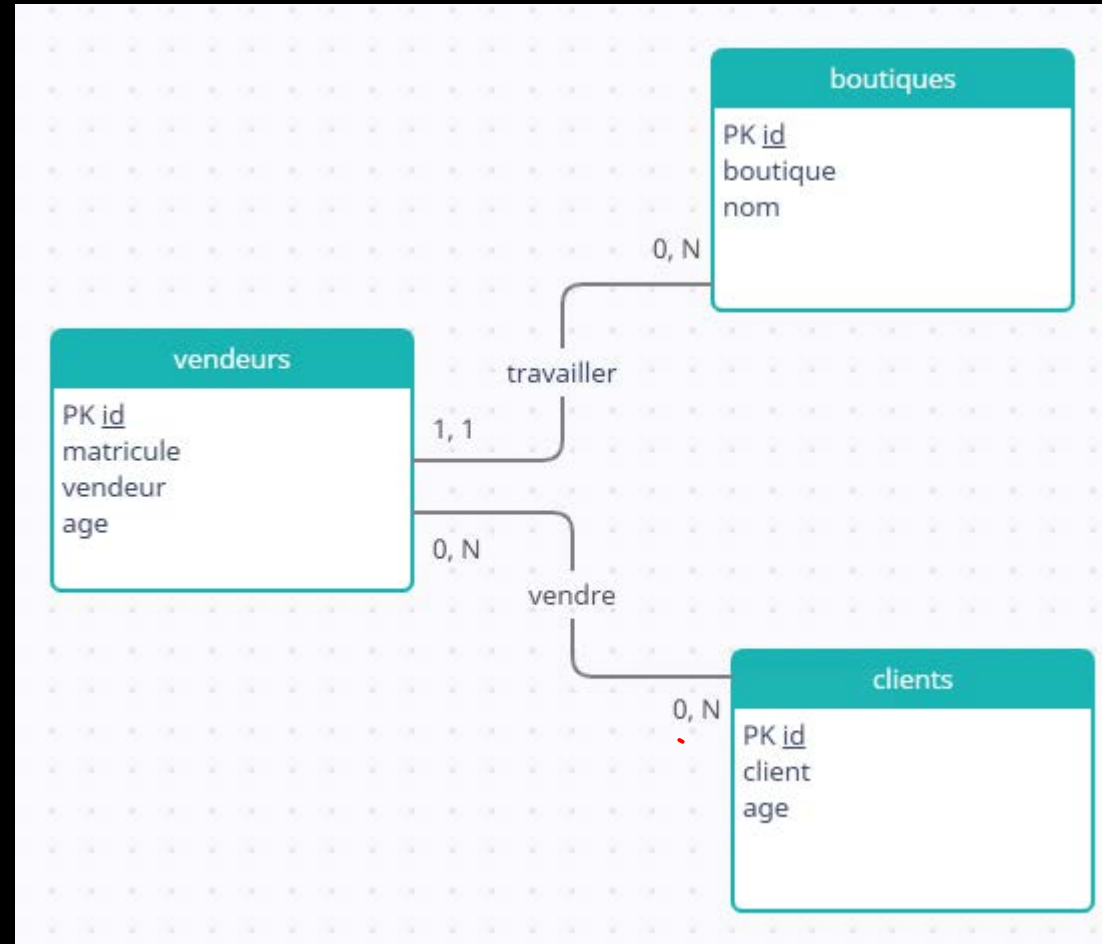 boutiques
PK id
boutique
nom
0, N
travailler
vendeurs
PK id
matricule
vendeur
age
1, 1
0, N
vendre
clients
0, N
PK id
client
age